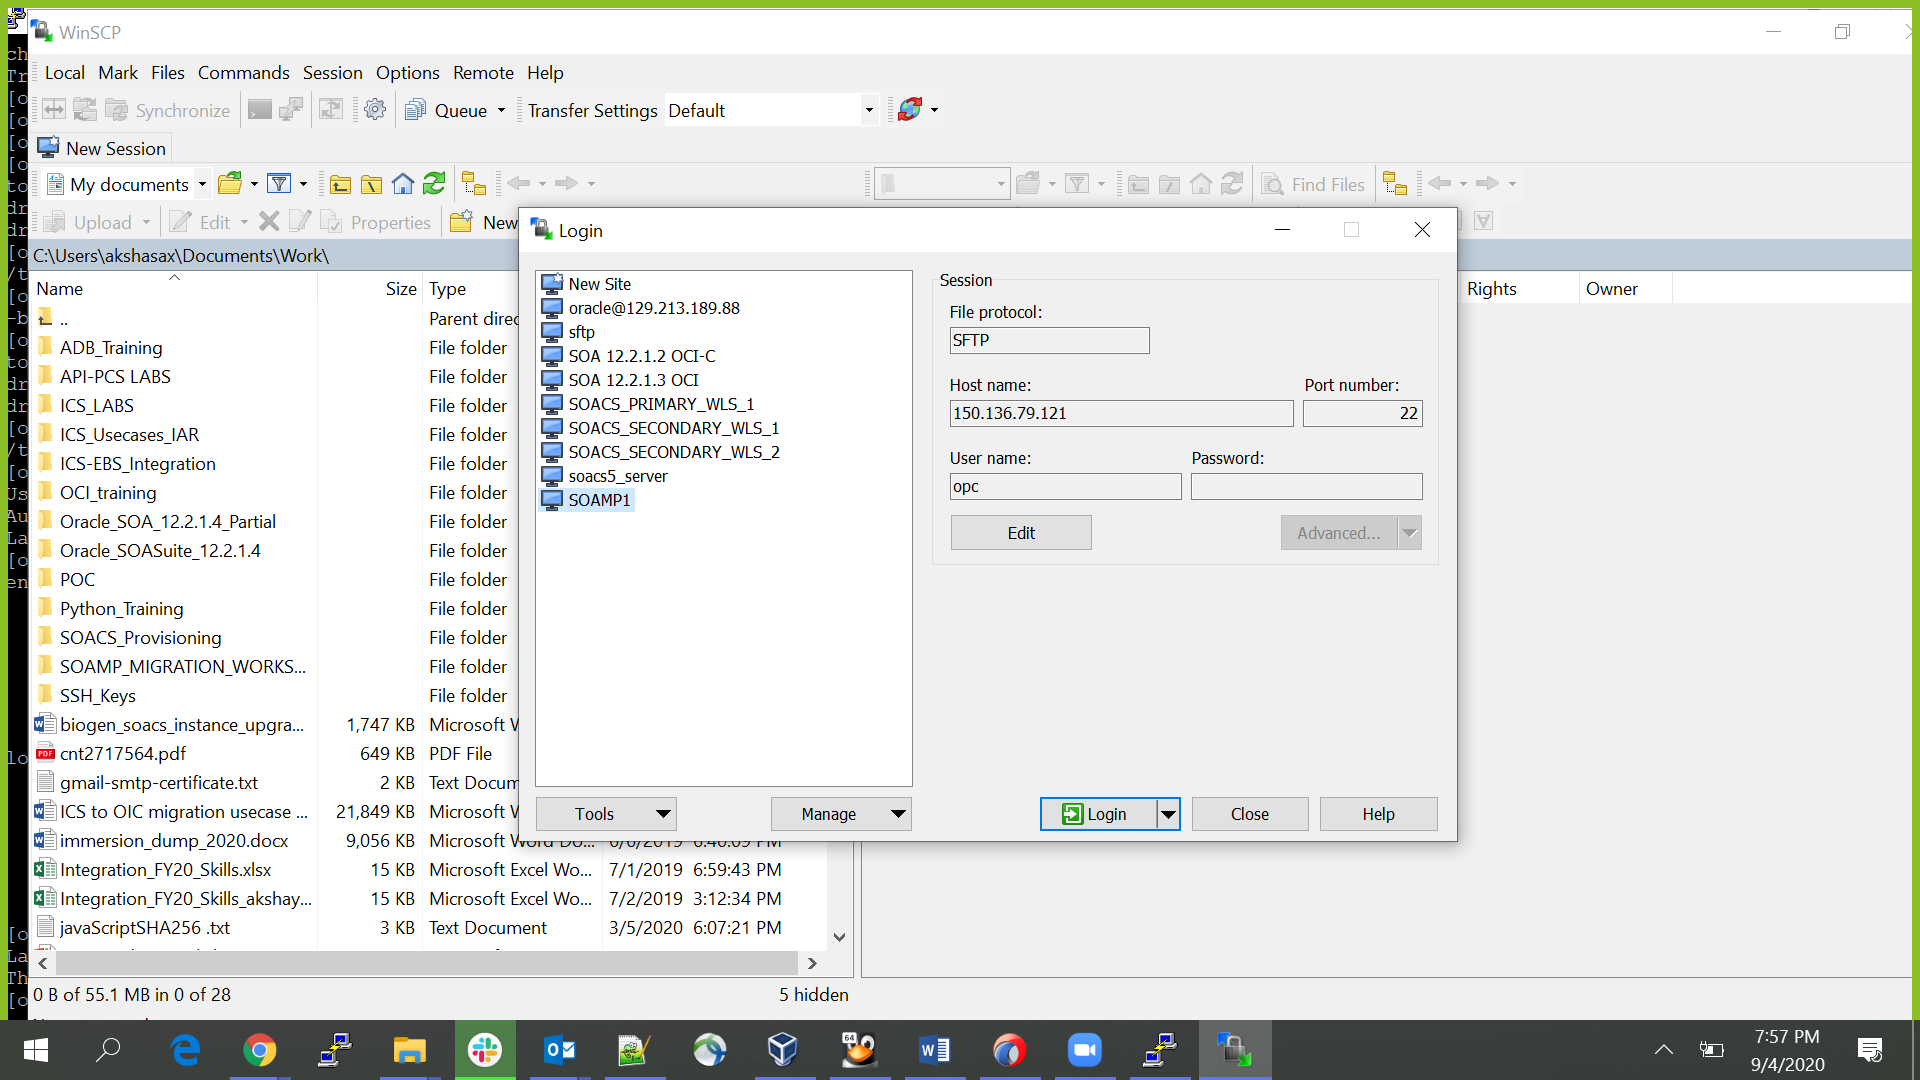 WinSCP
Local Mark Files Commands Session Options Remote Help
Synchronize Queue Transfer Settings Default
New Session
My documents Find Files
Upload Edit Properties New
C:\Users\akshasax\Documents\Work\
Name Size Type Rights Owner
.. Parent direc
ADB_Training File folder
API-PCS LABS File folder
ICS_LABS File folder
ICS_Usecases_IAR File folder
ICS-EBS_Integration File folder
OCI_training File folder
Oracle_SOA_12.2.1.4_Partial File folder
Oracle_SOASuite_12.2.1.4 File folder
POC File folder
Python_Training File folder
SOACS_Provisioning File folder
SOAMP_MIGRATION_WORKS... File folder
SSH_Keys File folder
biogen_soacs_instance_upgra... 1,747 KB Microsoft W
cnt2717564.pdf 649 KB PDF File
gmail-smtp-certificate.txt 2 KB Text Docum
ICS to OIC migration usecase ... 21,849 KB Microsoft W
immersion_dump_2020.docx 9,056 KB Microsoft Word Do... 6/6/2019 6:40:09 PM
Integration_FY20_Skills.xlsx 15 KB Microsoft Excel Wo... 7/1/2019 6:59:43 PM
Integration_FY20_Skills_akshay... 15 KB Microsoft Excel Wo... 7/2/2019 3:12:34 PM
javaScriptSHA256 .txt 3 KB Text Document 3/5/2020 6:07:21 PM
0 B of 55.1 MB in 0 of 28 5 hidden
Login
New Site
oracle@129.213.189.88
sftp
SOA 12.2.1.2 OCI-C
SOA 12.2.1.3 OCI
SOACS_PRIMARY_WLS_1
SOACS_SECONDARY_WLS_1
SOACS_SECONDARY_WLS_2
soacs5_server
SOAMP1
Session
File protocol:
SFTP
Host name: Port number:
150.136.79.121 22
User name: Password:
opc
Edit Advanced...
Tools Manage Login Close Help
7:57 PM
9/4/2020